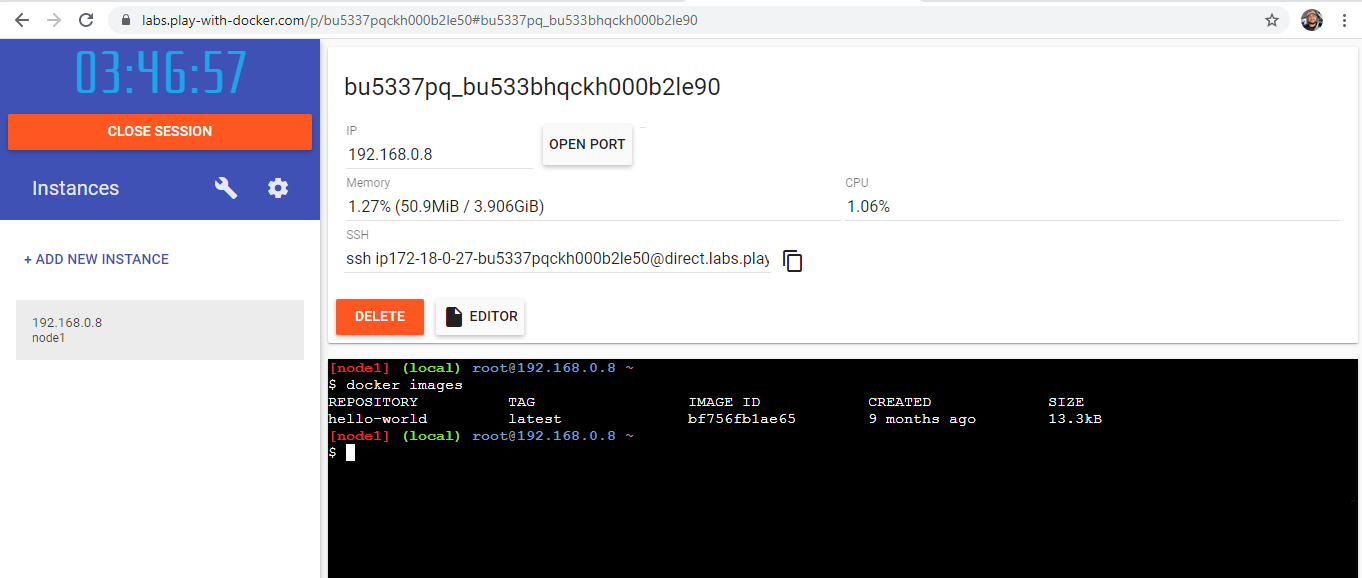 labs.play-with-docker.com/p/bu5337pqckh000b2le50#bu5337pq_bu533bhqckh000b2le90
03:46:57
CLOSE SESSION
Instances
+ ADD NEW INSTANCE
192.168.0.8
node1
bu5337pq_bu533bhqckh000b2le90
IP
192.168.0.8
OPEN PORT
Memory
1.27% (50.9MiB / 3.906GiB)
CPU
1.06%
SSH
ssh ip172-18-0-27-bu5337pqckh000b2le50@direct.labs.play
DELETE
EDITOR
[node1] (local) root@192.168.0.8 ~
$ docker images
REPOSITORY TAG IMAGE ID CREATED SIZE
hello-world latest bf756fb1ae65 9 months ago 13.3kB
[node1] (local) root@192.168.0.8 ~
$